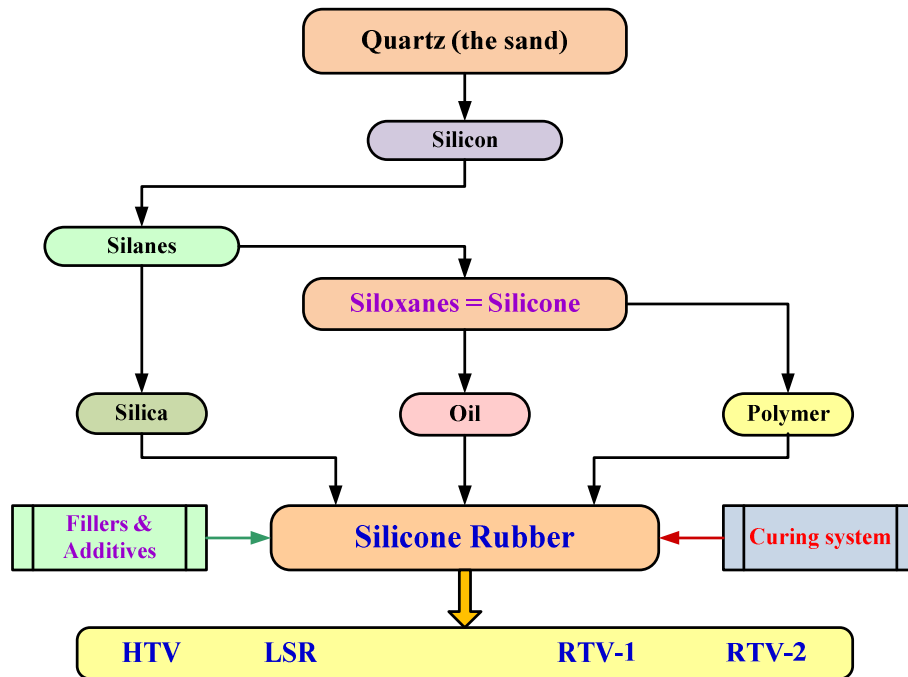 Quartz (the sand)
Silicon
Silanes
Siloxanes = Silicone
Silica
Oil
Polymer
Fillers &
Additives
Silicone Rubber
Curing system
HTV LSR RTV-1 RTV-2